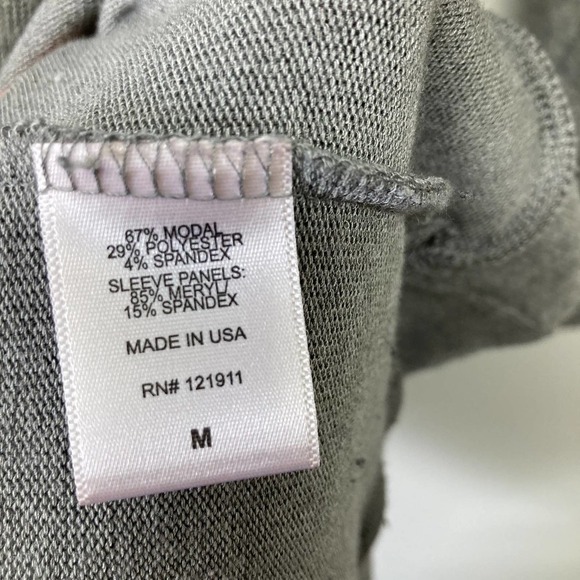 67% MODAL
29% POLYESTER
4% SPANDEX
SLEEVE PANELS:
85% MERYL
15% SPANDEX
MADE IN USA
RN# 121911
M